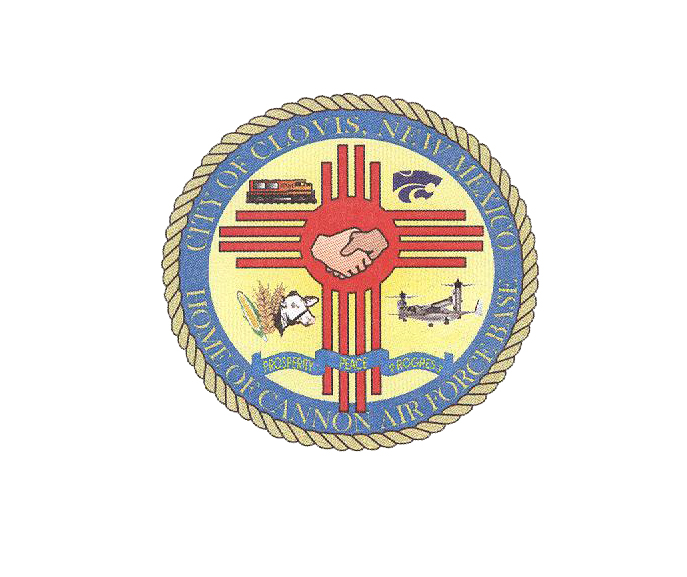 CITY OF CLOVIS, NEW MEXICO
PROSPERITY PEACE PROGRESS
HOME OF CANNON AIR FORCE BASE